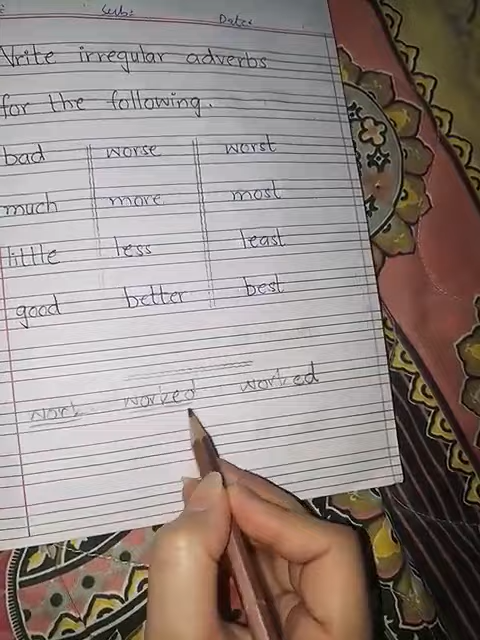 Sub:
Date:
Write irregular adverbs
for the following.
bad worse worst
much more most
little less least
good better best
work worked worked